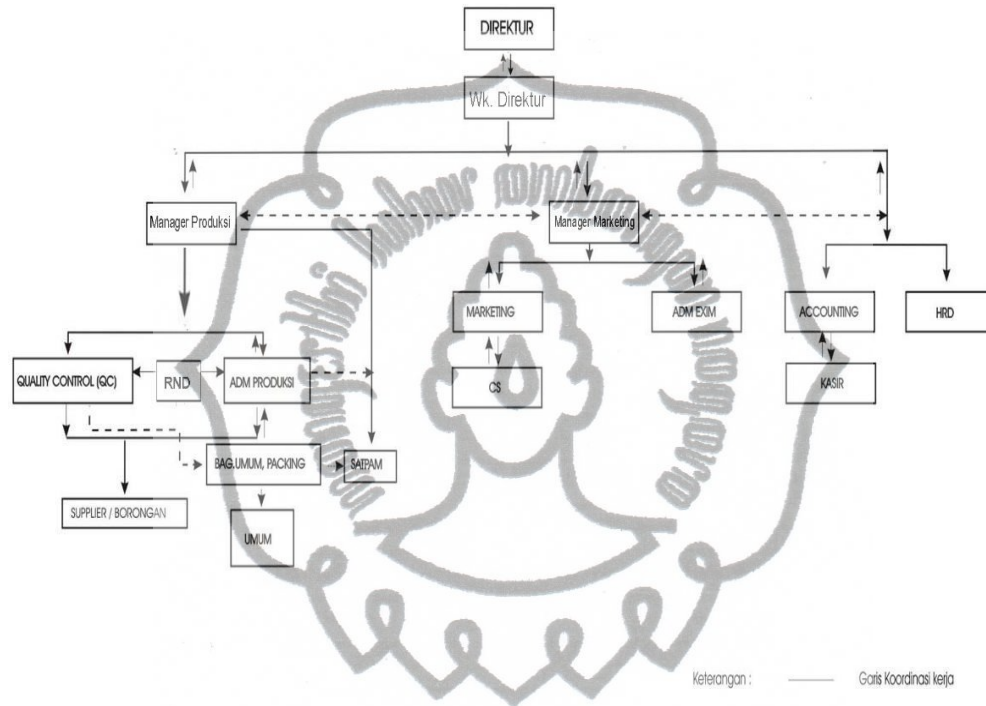 DIREKTUR
Wk. Direktur
Manager Produksi
Manager Marketing
MARKETING
ADM EXIM
ACCOUNTING
HRD
QUALITY CONTROL (QC)
RND
ADM PRODUKSI
CS
KASIR
BAG.UMUM, PACKING
SATPAM
SUPPLIER / BORONGAN
UMUM
Keterangan : Garis Koordinasi kerja